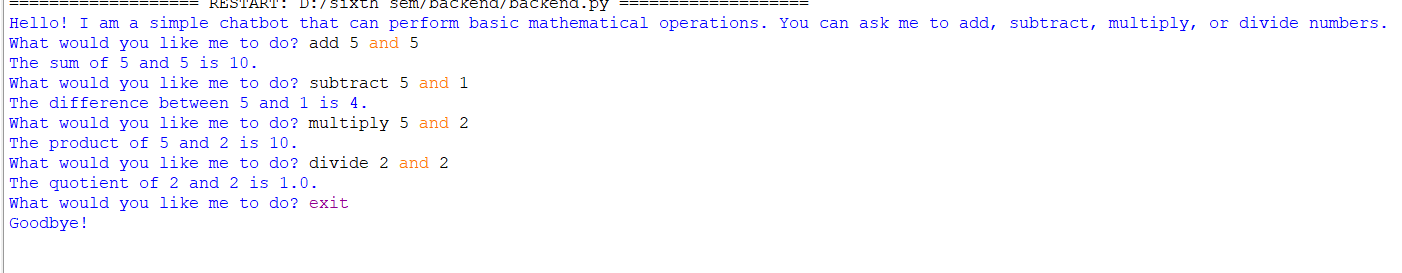 =================== RESTART: D:/sixth sem/backend/backend.py ===================
Hello! I am a simple chatbot that can perform basic mathematical operations. You can ask me to add, subtract, multiply, or divide numbers.
What would you like me to do? add 5 and 5
The sum of 5 and 5 is 10.
What would you like me to do? subtract 5 and 1
The difference between 5 and 1 is 4.
What would you like me to do? multiply 5 and 2
The product of 5 and 2 is 10.
What would you like me to do? divide 2 and 2
The quotient of 2 and 2 is 1.0.
What would you like me to do? exit
Goodbye!